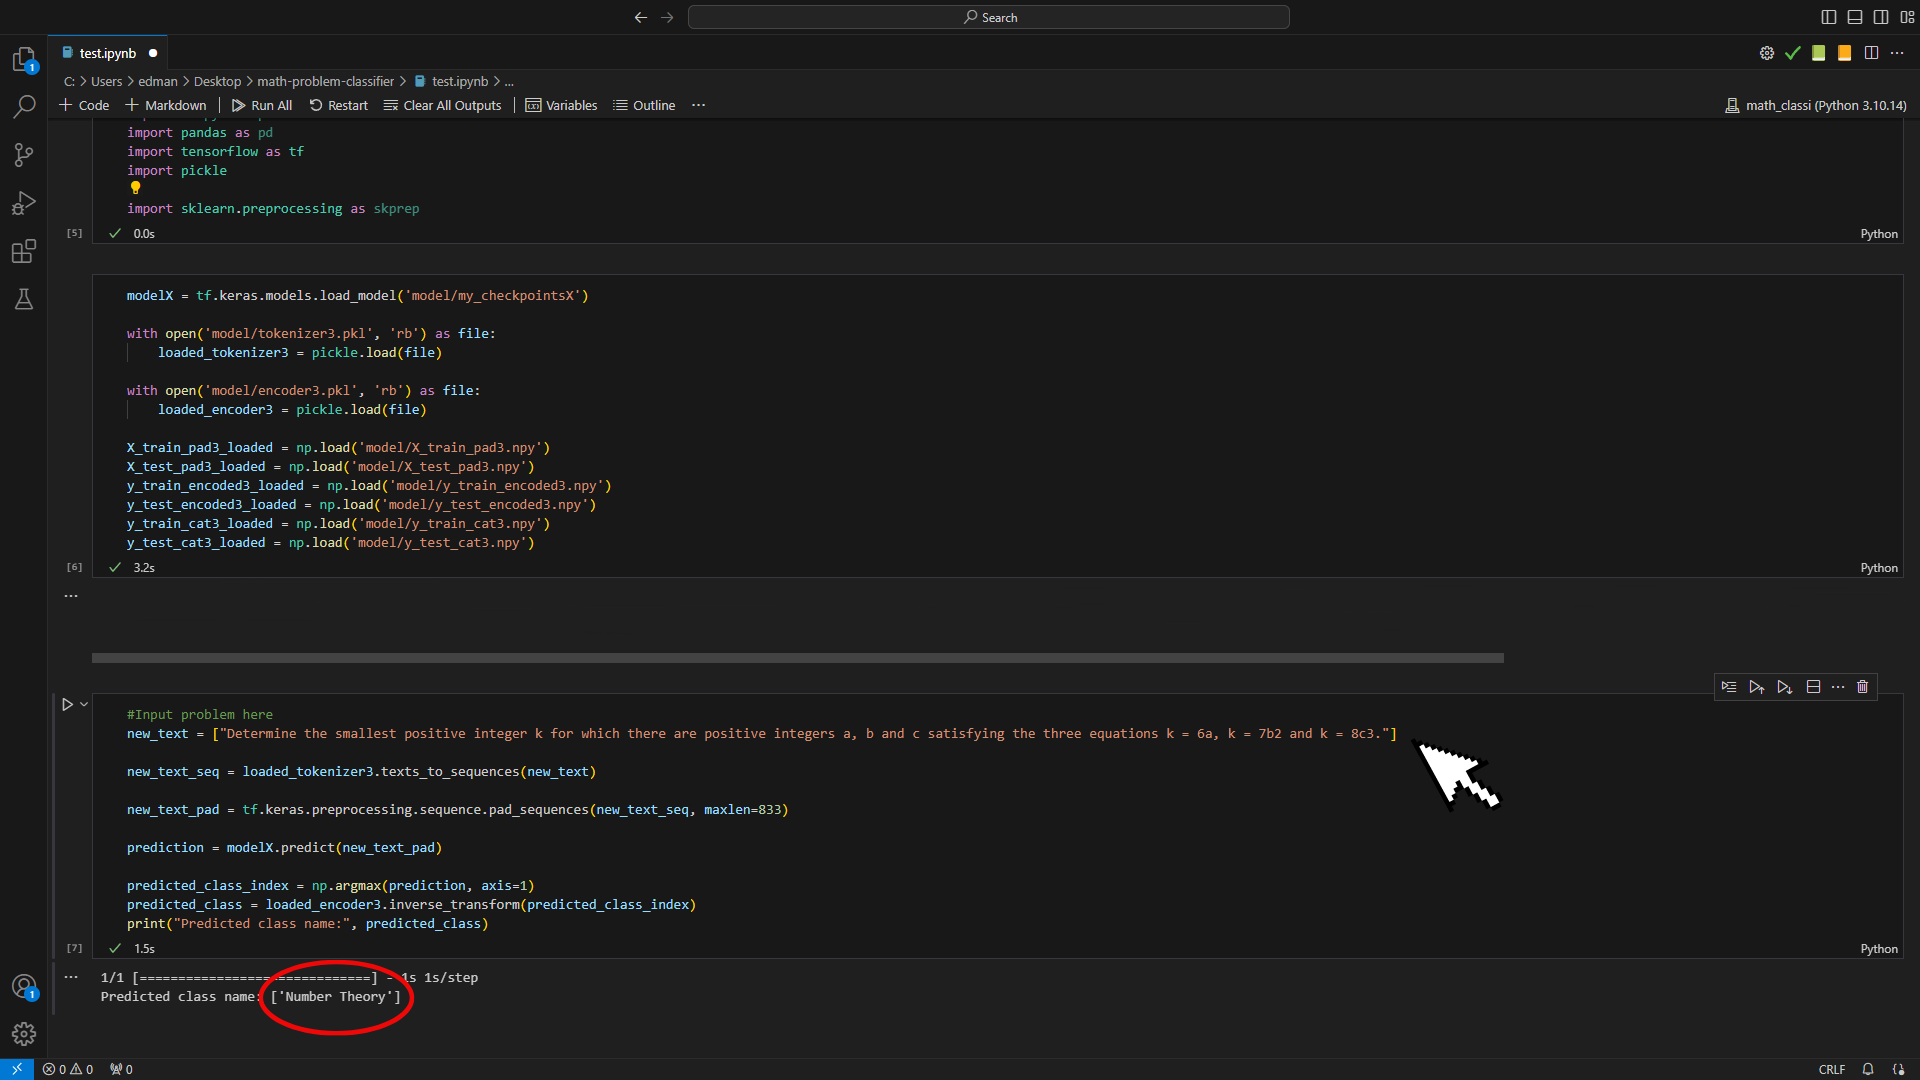 Search
test.ipynb
C: > Users > edman > Desktop > math-problem-classifier > test.ipynb > ...
+ Code + Markdown | Run All Restart Clear All Outputs | Variables Outline ...
math_classi (Python 3.10.14)
import pandas as pd
import tensorflow as tf
import pickle
import sklearn.preprocessing as skprep
[5] 0.0s Python
modelX = tf.keras.models.load_model('model/my_checkpointsX')
with open('model/tokenizer3.pkl', 'rb') as file:
loaded_tokenizer3 = pickle.load(file)
with open('model/encoder3.pkl', 'rb') as file:
loaded_encoder3 = pickle.load(file)
X_train_pad3_loaded = np.load('model/X_train_pad3.npy')
X_test_pad3_loaded = np.load('model/X_test_pad3.npy')
y_train_encoded3_loaded = np.load('model/y_train_encoded3.npy')
y_test_encoded3_loaded = np.load('model/y_test_encoded3.npy')
y_train_cat3_loaded = np.load('model/y_train_cat3.npy')
y_test_cat3_loaded = np.load('model/y_test_cat3.npy')
[6] 3.2s Python
...
#Input problem here
new_text = ["Determine the smallest positive integer k for which there are positive integers a, b and c satisfying the three equations k = 6a, k = 7b2 and k = 8c3."]
new_text_seq = loaded_tokenizer3.texts_to_sequences(new_text)
new_text_pad = tf.keras.preprocessing.sequence.pad_sequences(new_text_seq, maxlen=833)
prediction = modelX.predict(new_text_pad)
predicted_class_index = np.argmax(prediction, axis=1)
predicted_class = loaded_encoder3.inverse_transform(predicted_class_index)
print("Predicted class name:", predicted_class)
[7] 1.5s Python
... 1/1 [==============================] - 1s 1s/step
Predicted class name: ['Number Theory']
1
1
0 0 0 CRLF